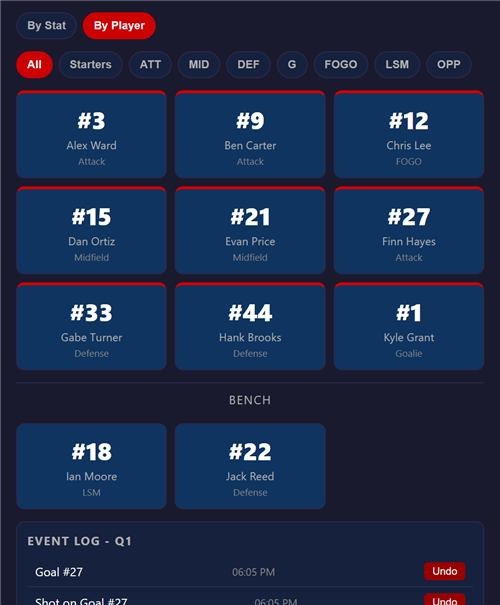 By Stat By Player
All Starters ATT MID DEF G FOGO LSM OPP
#3 #9 #12
Alex Ward Ben Carter Chris Lee
Attack Attack FOGO
#15 #21 #27
Dan Ortiz Evan Price Finn Hayes
Midfield Midfield Attack
#33 #44 #1
Gabe Turner Hank Brooks Kyle Grant
Defense Defense Goalie
BENCH
#18 #22
Ian Moore Jack Reed
LSM Defense
EVENT LOG - Q1
Goal #27 06:05 PM Undo
Shot on Goal #27 06:05 PM Undo